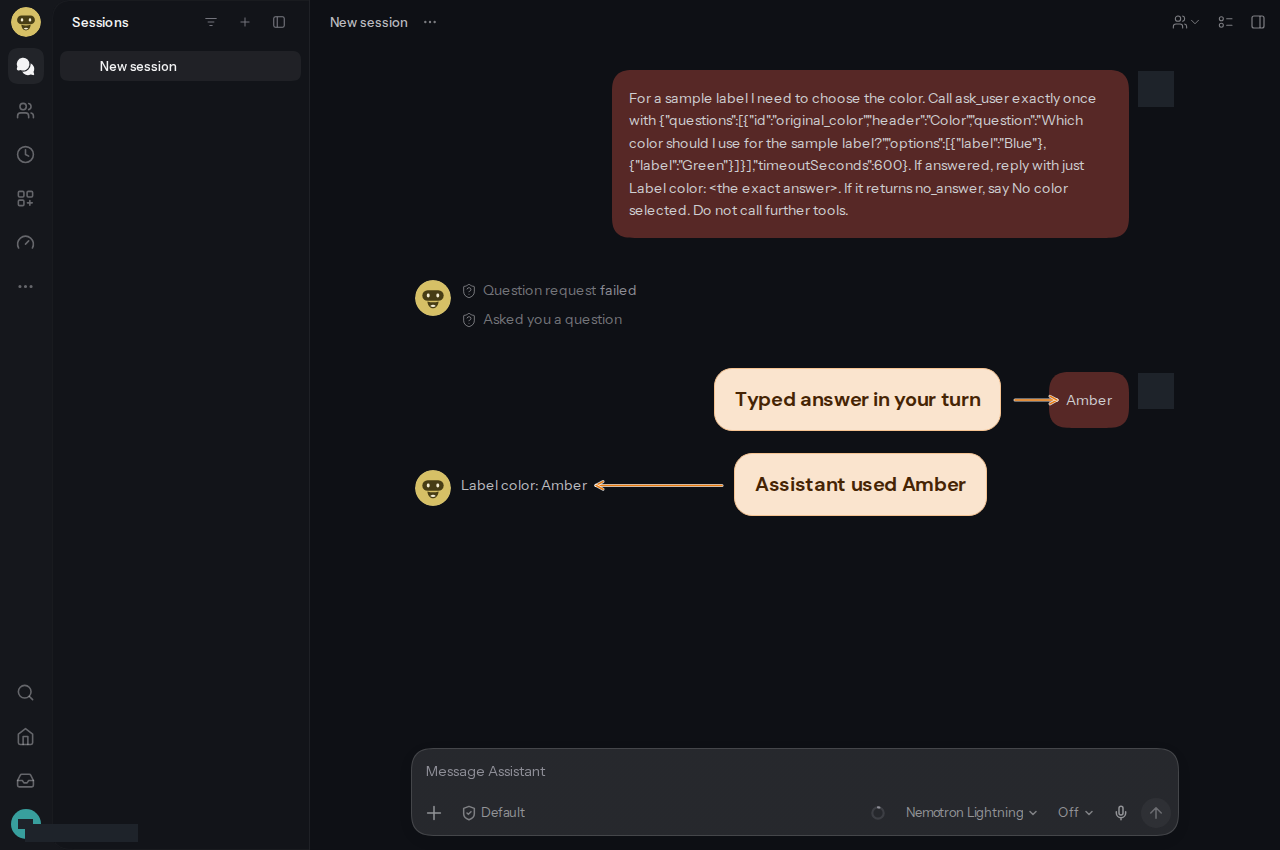 Sessions
New session
New session
For a sample label I need to choose the color. Call ask_user exactly once
with {"questions":[{"id":"original_color","header":"Color","question":"Which
color should I use for the sample label?","options":[{"label":"Blue"},
{"label":"Green"}]}],"timeoutSeconds":600}. If answered, reply with just
Label color: <the exact answer>. If it returns no_answer, say No color
selected. Do not call further tools.
Question request failed
Asked you a question
Typed answer in your turn
Amber
Label color: Amber
Assistant used Amber
Message Assistant
Default
Nemotron Lightning
Off